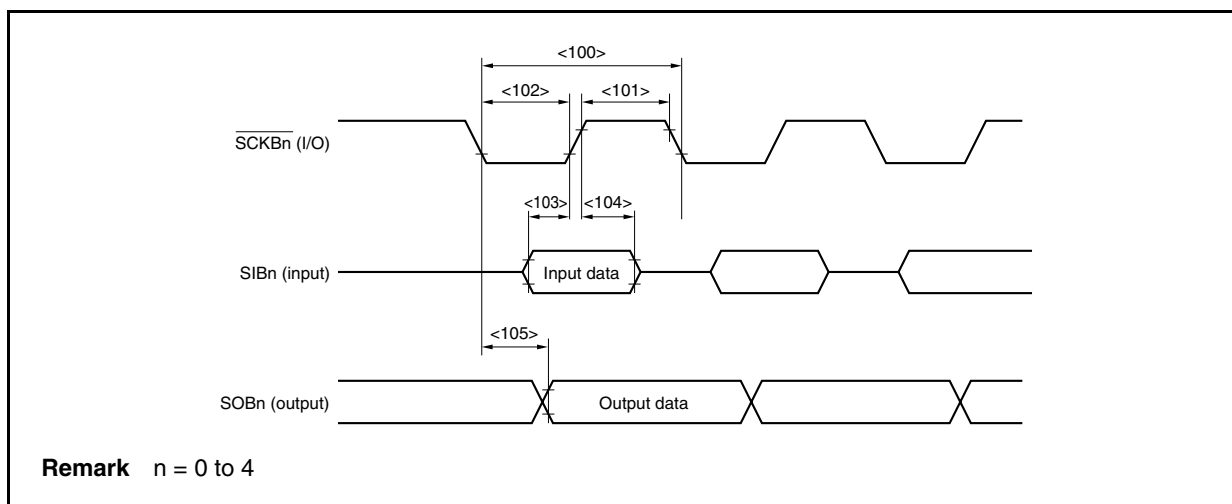 <100>
<102> <101>
SCKBn (I/O)
<103> <104>
SIBn (input) Input data
<105>
SOBn (output) Output data
Remark n = 0 to 4